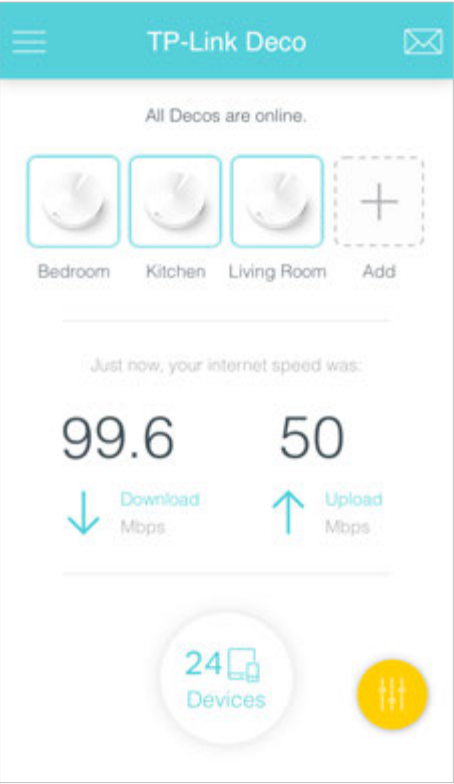 TP-Link Deco
All Decos are online.
Bedroom Kitchen Living Room Add
Just now, your internet speed was:
99.6 50
Download Upload
Mbps Mbps
24
Devices